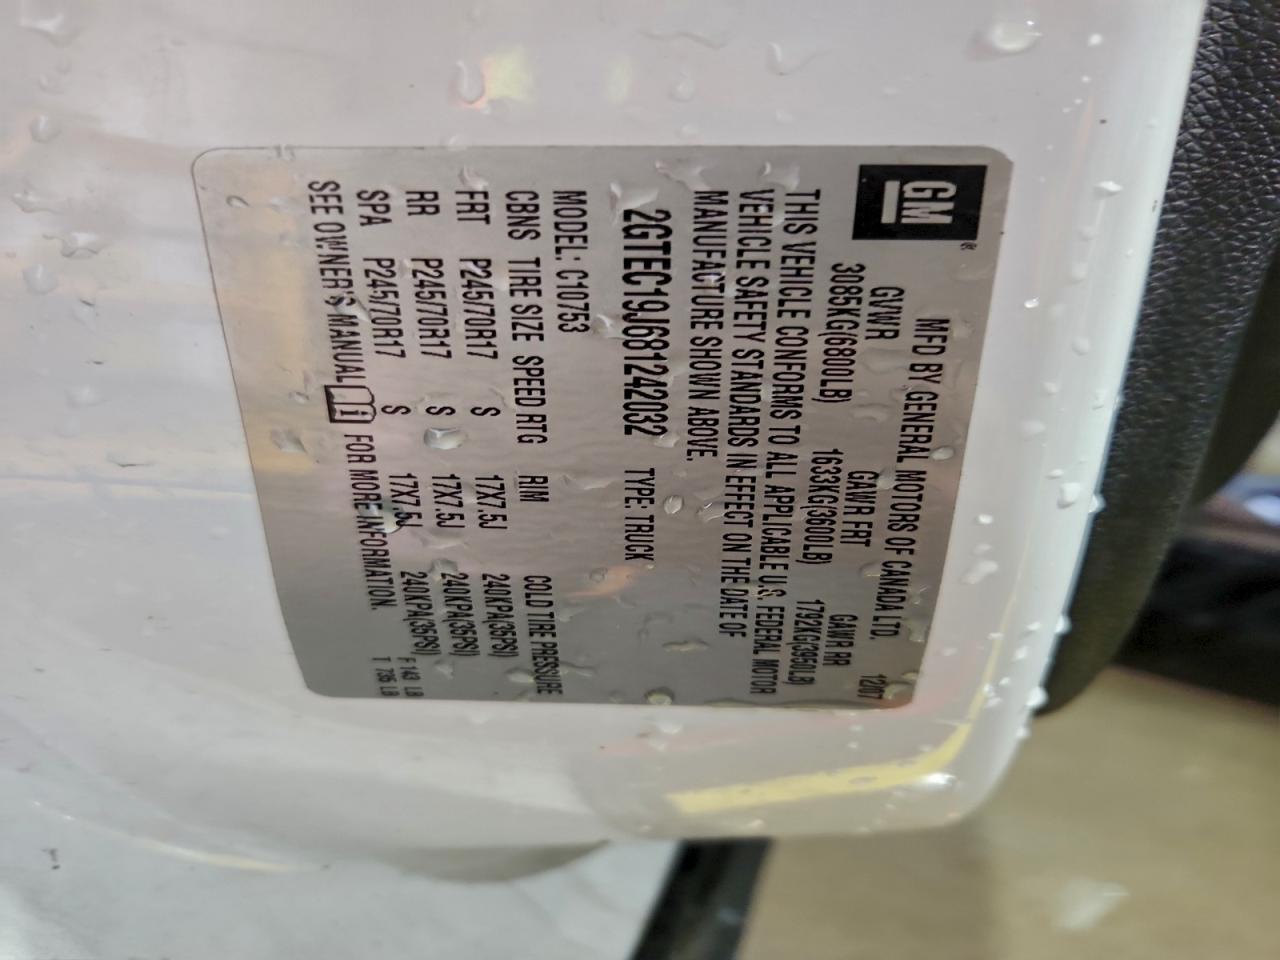 GM ®
MFD BY GENERAL MOTORS OF CANADA LTD. 12/07
GVWR GAWR FRT GAWR RR
3085KG(6800LB) 1633KG(3600LB) 1792KG(3950LB)
THIS VEHICLE CONFORMS TO ALL APPLICABLE U.S. FEDERAL MOTOR
VEHICLE SAFETY STANDARDS IN EFFECT ON THE DATE OF
MANUFACTURE SHOWN ABOVE.
2GTEC19J681242032 TYPE: TRUCK
MODEL: C10753
CBNS TIRE SIZE SPEED RTG RIM COLD TIRE PRESSURE
FRT P245/70R17 S 17X7.5J 240KPA(35PSI)
RR P245/70R17 S 17X7.5J 240KPA(35PSI)
SPA P245/70R17 S 17X7.5J 240KPA(35PSI)
SEE OWNER'S MANUAL i FOR MORE INFORMATION.
F 143 LB
T 735 LB